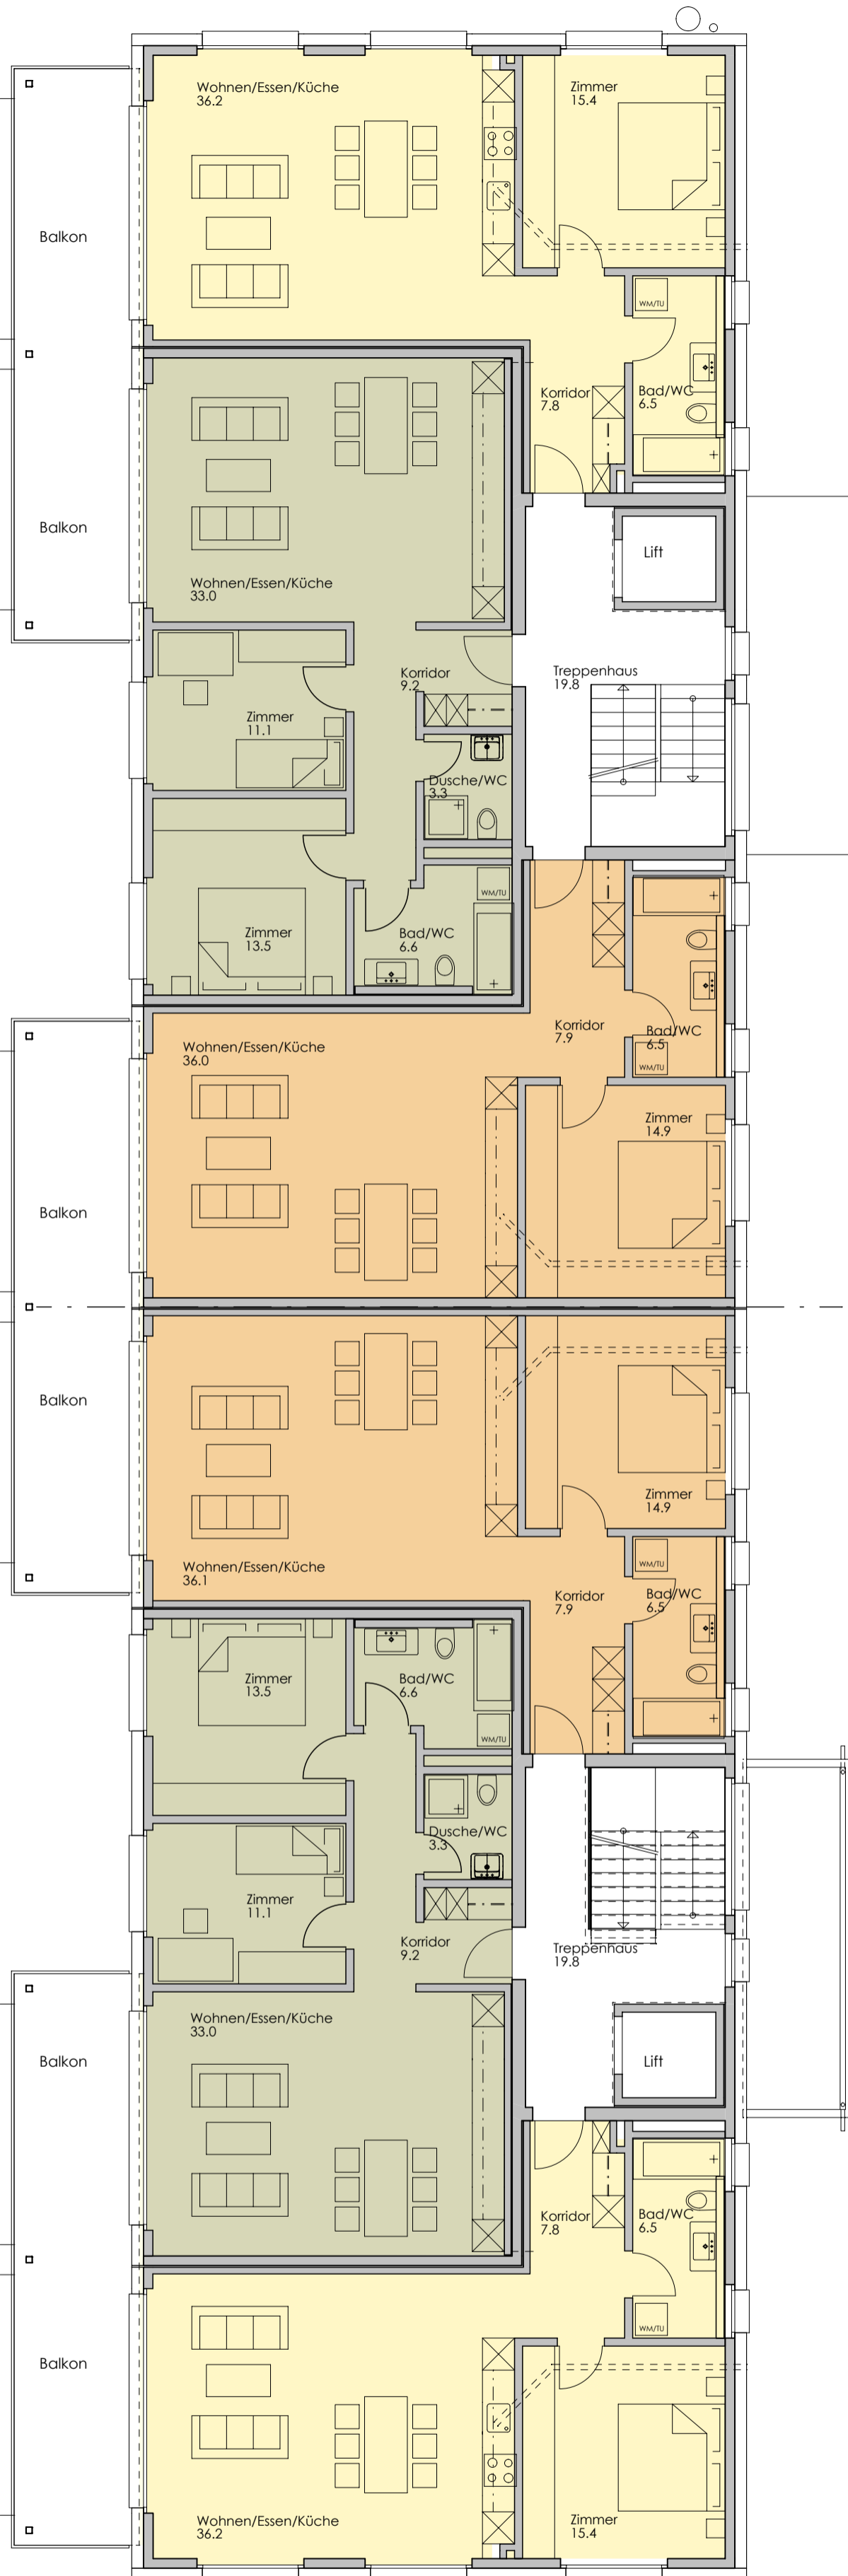 Wohnen/Essen/Küche
36.2
Zimmer
15.4
Balkon
WM/TU
Korridor
7.8
Bad/WC
6.5
Balkon
Lift
Wohnen/Essen/Küche
33.0
Korridor
9.2
Treppenhaus
19.8
Zimmer
11.1
Dusche/WC
3.3
WM/TU
Zimmer
13.5
Bad/WC
6.6
Korridor
7.9
Bad/WC
6.5
Wohnen/Essen/Küche
36.0
WM/TU
Zimmer
14.9
Balkon
Balkon
Zimmer
14.9
WM/TU
Wohnen/Essen/Küche
36.1
Korridor
7.9
Bad/WC
6.5
Zimmer
13.5
Bad/WC
6.6
WM/TU
Dusche/WC
3.3
Zimmer
11.1
Korridor
9.2
Treppenhaus
19.8
Wohnen/Essen/Küche
33.0
Balkon
Lift
Korridor
7.8
Bad/WC
6.5
WM/TU
Balkon
Wohnen/Essen/Küche
36.2
Zimmer
15.4